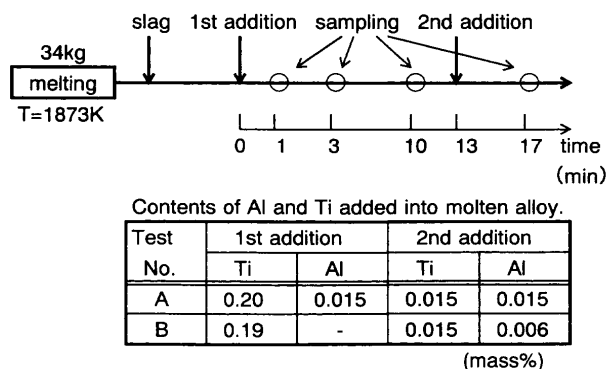 slag 1st addition sampling 2nd addition
34kg
melting
T=1873K
0 1 3 10 13 17 time
(min)
Contents of Al and Ti added into molten alloy.
Test 1st addition 2nd addition
No. Ti Al Ti Al
A 0.20 0.015 0.015 0.015
B 0.19 - 0.015 0.006
(mass%)